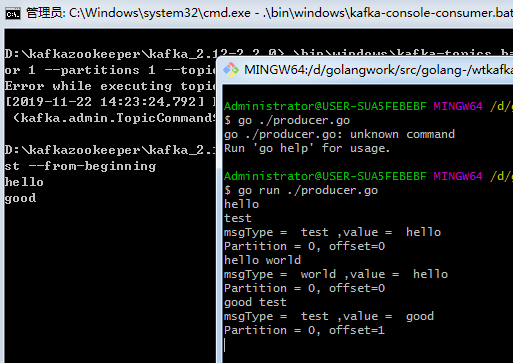 管理员: C:\Windows\system32\cmd.exe - .\bin\windows\kafka-console-consumer.bat
D:\kafkazookeeper\kafka_2.12-2.2.0> .\bin\windows\kafka-topics.ba
or 1 --partitions 1 --topi
Error while executing topi
[2019-11-22 14:23:24,792]
(kafka.admin.TopicCommand$
D:\kafkazookeeper\kafka_2.1
st --from-beginning
hello
good
MINGW64:/d/golangwork/src/golang-/wtkafka
Administrator@USER-SUA5FEBEBF MINGW64 /d/g
$ go ./producer.go
go ./producer.go: unknown command
Run 'go help' for usage.
Administrator@USER-SUA5FEBEBF MINGW64 /d/g
$ go run ./producer.go
hello
test
msgType =  test ,value =  hello
Partition = 0, offset=0
hello world
msgType =  world ,value =  hello
Partition = 0, offset=0
good test
msgType =  test ,value =  good
Partition = 0, offset=1